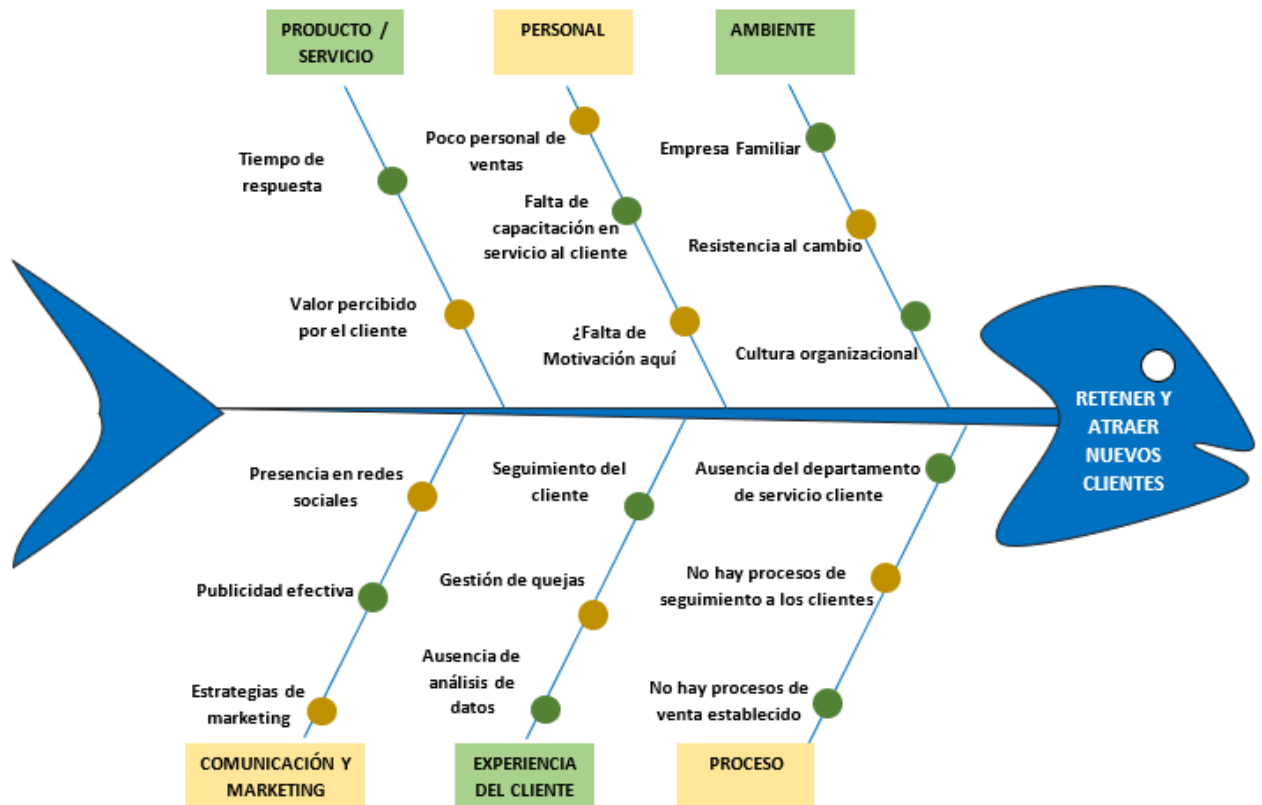 PRODUCTO /
SERVICIO
PERSONAL
AMBIENTE
Tiempo de
respuesta
Valor percibido
por el cliente
Poco personal de
ventas
Falta de
capacitación en
servicio al cliente
¿Falta de
Motivación aquí
Empresa Familiar
Resistencia al cambio
Cultura organizacional
RETENER Y
ATRAER
NUEVOS
CLIENTES
Presencia en redes
sociales
Publicidad efectiva
Estrategias de
marketing
Seguimiento del
cliente
Gestión de quejas
Ausencia de
análisis de
datos
Ausencia del departamento
de servicio cliente
No hay procesos de
seguimiento a los clientes
No hay procesos de
venta establecido
COMUNICACIÓN Y
MARKETING
EXPERIENCIA
DEL CLIENTE
PROCESO